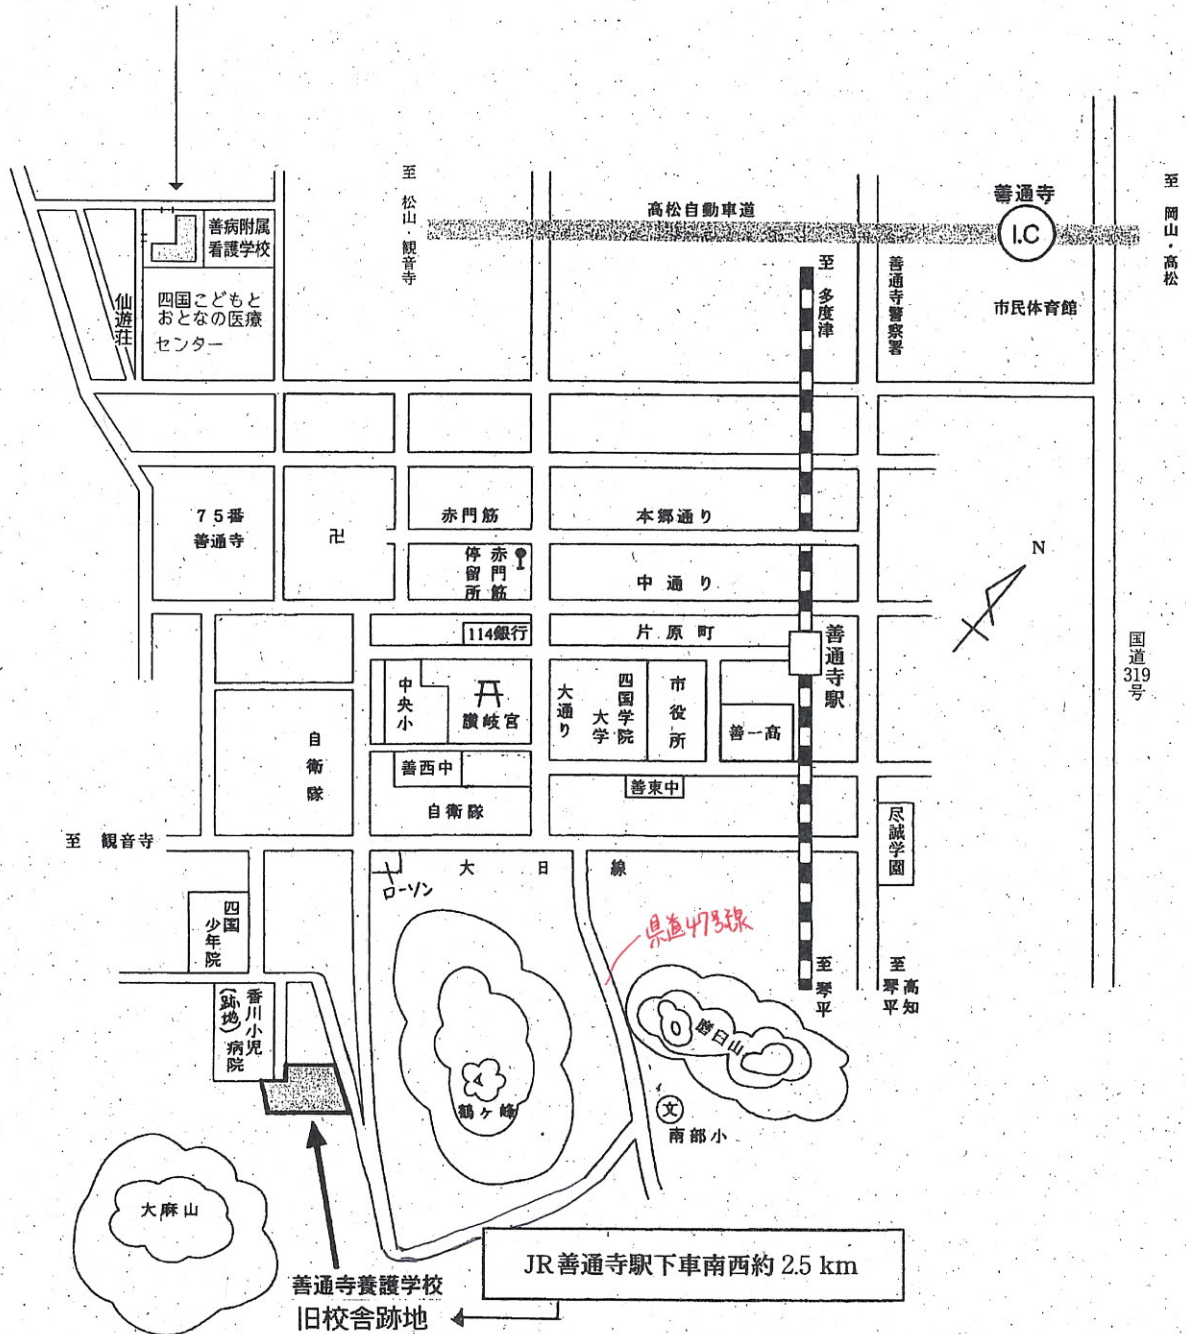 至 松山・観音寺
高松自動車道
善通寺
I.C
至 岡山・高松
善病附属
看護学校
四国こどもと
おとなの医療
センター
仙遊荘
至 多度津
善通寺警察署
市民体育館
75番
善通寺
卍
赤門筋
本郷通り
赤門筋
停留所
中通り
N
114銀行
片原町
善通寺駅
国道
319
号
中央小
讃岐宮
大通り
四国学院
大学
市役所
善一高
自衛隊
善西中
善東中
自衛隊
尽誠学園
至 観音寺
大日線
ローソン
県道47号線
四国
少年院
香川小児病院
(跡地)
至 琴平
至 高知
琴平
磨臼山
鶴ヶ峰
文
南部小
大麻山
JR善通寺駅下車南西約 2.5 km
善通寺養護学校
旧校舎跡地